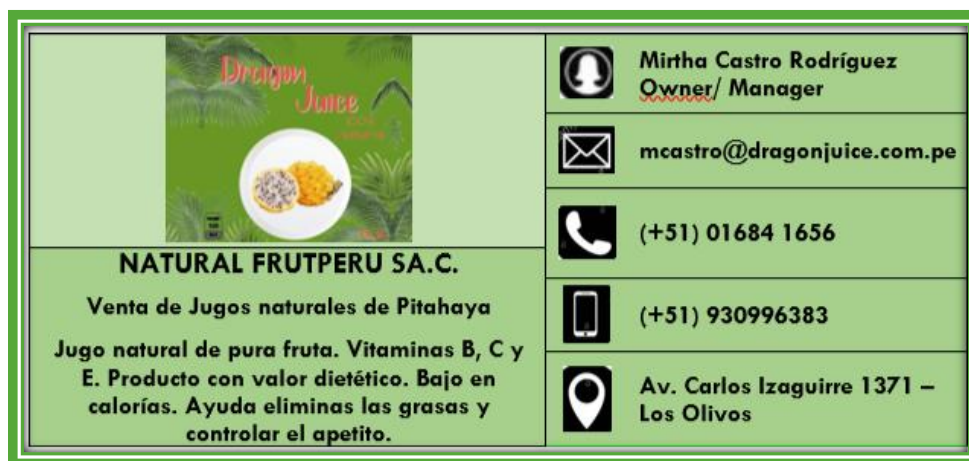 Dragon
Juice
NATURAL FRUTPERU SA.C.
Venta de Jugos naturales de Pitahaya
Jugo natural de pura fruta. Vitaminas B, C y
E. Producto con valor dietético. Bajo en
calorías. Ayuda eliminas las grasas y
controlar el apetito.
Mirtha Castro Rodríguez
Owner/ Manager
mcastro@dragonjuice.com.pe
(+51) 01684 1656
(+51) 930996383
Av. Carlos Izaguirre 1371 –
Los Olivos